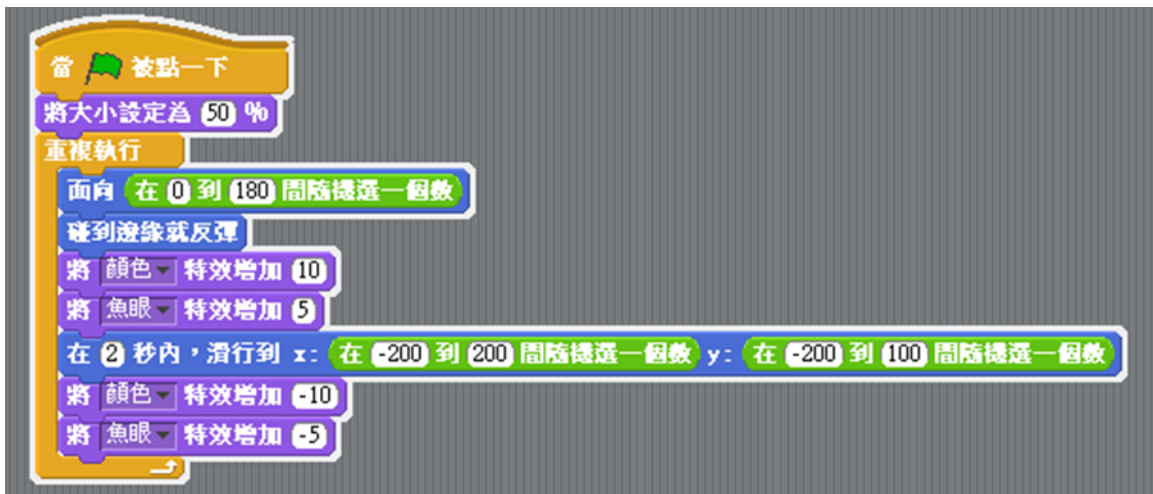 當 被點一下
將大小設定為 50 %
重複執行
面向 在 0 到 180 間隨機選一個數
碰到邊緣就反彈
將 顏色 特效增加 10
將 魚眼 特效增加 5
在 2 秒內，滑行到 x: 在 -200 到 200 間隨機選一個數 y: 在 -200 到 100 間隨機選一個數
將 顏色 特效增加 -10
將 魚眼 特效增加 -5